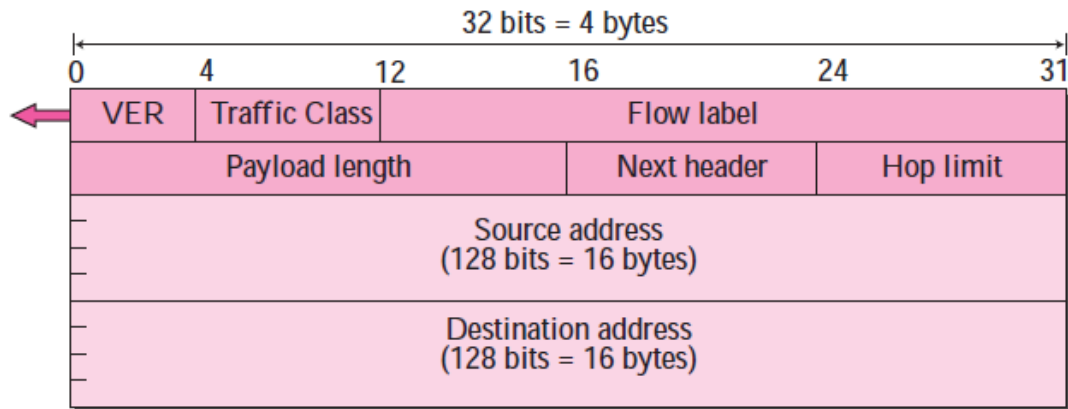 32 bits = 4 bytes
0 4 12 16 24 31
VER Traffic Class Flow label
Payload length Next header Hop limit
Source address
(128 bits = 16 bytes)
Destination address
(128 bits = 16 bytes)